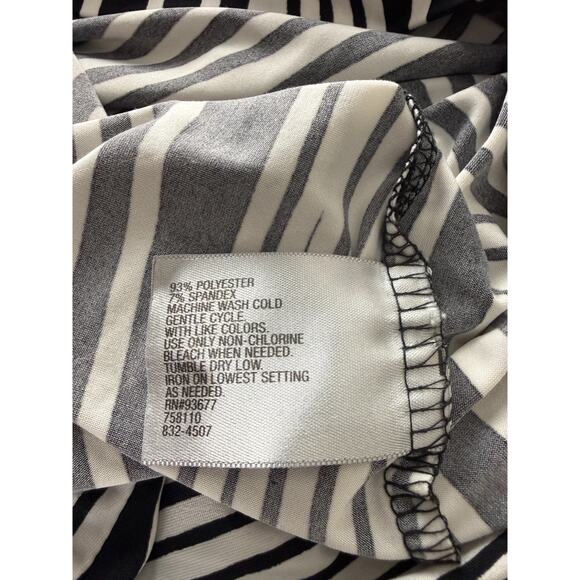 93% POLYESTER
7% SPANDEX
MACHINE WASH COLD
GENTLE CYCLE.
WITH LIKE COLORS.
USE ONLY NON-CHLORINE
BLEACH WHEN NEEDED.
TUMBLE DRY LOW.
IRON ON LOWEST SETTING
AS NEEDED.
RN#93677
758110
832-4507